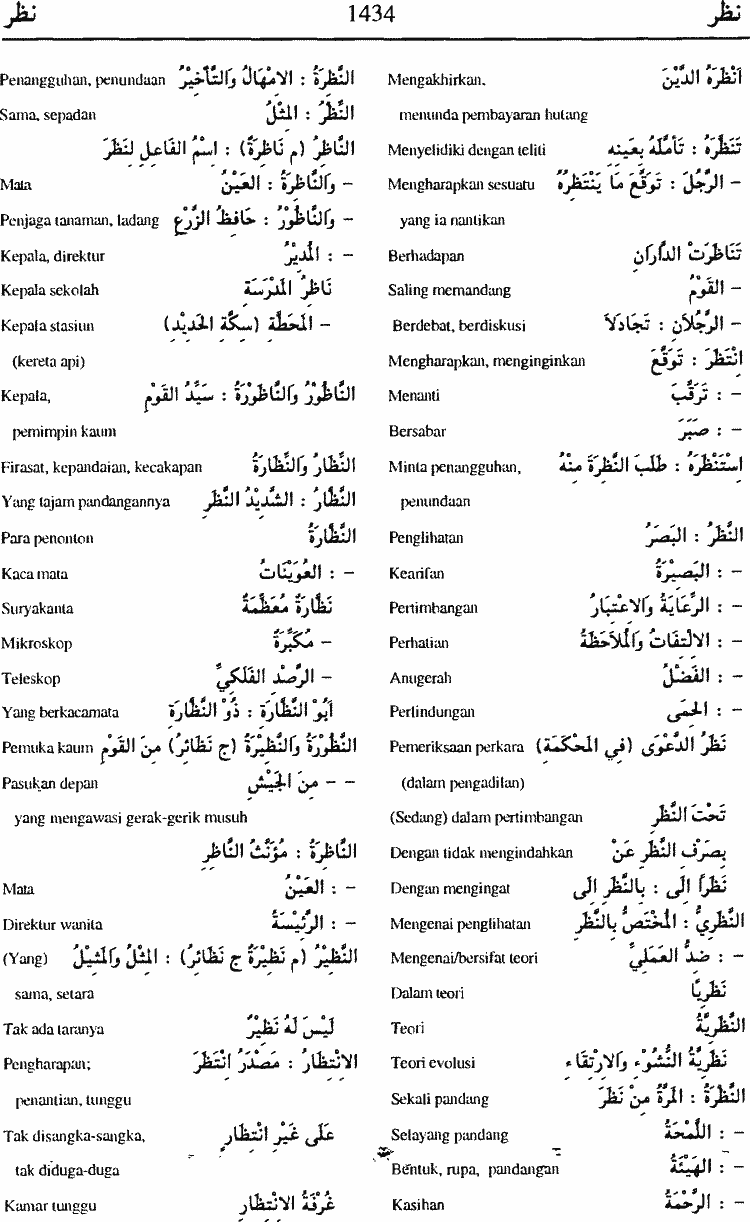 نظر 1434 نظر
أَنْظَرَهُ الدَّيْنَ Mengakhirkan,
menunda pembayaran hutang
تَنَظَّرَهُ : تَأَمَّلَهُ بِعَيْنِهِ Menyelidiki dengan teliti
– الرَّجُلَ : تَوَقَّعَ مَا يَنْتَظِرُهُ Mengharapkan sesuatu
yang ia nantikan
تَنَاظَرَتْ الدَّارَانِ Berhadapan
– القَوْمُ Saling memandang
– الرَّجُلَانِ : تَجَادَلَا Berdebat, berdiskusi
انْتَظَرَ : تَوَقَّعَ Mengharapkan, menginginkan
– : تَرَقَّبَ Menanti
– : صَبَرَ Bersabar
اسْتَنْظَرَهُ : طَلَبَ النَّظِرَةَ مِنْهُ Minta penangguhan,
penundaan
النَّظَرُ : البَصَرُ Penglihatan
– : البَصِيْرَةُ Kearifan
– : الرِّعَايَةُ وَالاعْتِبَارُ Pertimbangan
– : الالْتِفَاتُ وَالْمُلَاحَظَةُ Perhatian
– : الفَضْلُ Anugerah
– : الحِمَى Perlindungan
نَظَرُ الدَّعْوَى (فِي الْمَحْكَمَةِ) Pemeriksaan perkara
(dalam pengadilan)
تَحْتَ النَّظَرِ (Sedang) dalam pertimbangan
بِصَرْفِ النَّظَرِ عَنْ Dengan tidak mengindahkan
نَظَرًا الَى : بِالنَّظَرِ الَى Dengan mengingat
النَّظَرِيُّ : الْمُخْتَصُّ بِالنَّظَرِ Mengenai penglihatan
– : ضِدُّ العَمَلِيِّ Mengenai/bersifat teori
نَظَرِيًّا Dalam teori
النَّظَرِيَّةُ Teori
نَظَرِيَّةُ النُّشُوْءِ وَالارْتِقَاءِ Teori evolusi
النَّظْرَةُ : الْمَرَّةُ مِنْ نَظَرَ Sekali pandang
– : اللَّمْحَةُ Selayang pandang
– : الهَيْئَةُ Bentuk, rupa, pandangan
– : الرَّحْمَةُ Kasihan
النَّظِرَةُ : الامْهَالُ وَالتَّأْخِيْرُ Penangguhan, penundaan
النِّظْرُ : الْمِثْلُ Sama, sepadan
النَّاظِرُ (م نَاظِرَةٌ) : اسْمُ الفَاعِلِ لِنَظَرَ
– وَالنَّاظِرَةُ : العَيْنُ Mata
– وَالنَّاظُوْرُ : حَافِظُ الزَّرْعِ Penjaga tanaman, ladang
– : الْمُدِيْرُ Kepala, direktur
نَاظِرُ الْمَدْرَسَةِ Kepala sekolah
– الْمَحَطَّةِ (سِكَّةِ الحَدِيْدِ) Kepala stasiun
(kereta api)
النَّاظُوْرُ وَالنَّاظُوْرَةُ : سَيِّدُ القَوْمِ Kepala,
pemimpin kaum
النَّظَارُ وَالنَّظَارَةُ Firasat, kepandaian, kecakapan
النَّظَّارُ : الشَّدِيْدُ النَّظَرِ Yang tajam pandangannya
النَّظَّارَةُ Para penonton
– : العُوَيْنَاتُ Kaca mata
نَظَّارَةٌ مُعَظِّمَةٌ Suryakanta
– مُكَبِّرَةٌ Mikroskop
– الرَّصْدِ الفَلَكِيِّ Teleskop
أَبُو النَّظَّارَةِ : ذُوْ النَّظَّارَةِ Yang berkacamata
النَّظُوْرَةُ وَالنَّظِيْرَةُ (ج نَظَائِرُ) مِنَ القَوْمِ Pemuka kaum
– – مِنَ الجَيْشِ Pasukan depan
yang mengawasi gerak-gerik musuh
النَّاظِرَةُ : مُؤَنَّثُ النَّاظِرِ
– : العَيْنُ Mata
– : الرَّئِيْسَةُ Direktur wanita
النَّظِيْرُ (م نَظِيْرَةٌ ج نَظَائِرُ) : الْمِثْلُ وَالْمَثِيْلُ (Yang)
sama, setara
لَيْسَ لَهُ نَظِيْرٌ Tak ada taranya
الانْتِظَارُ : مَصْدَرُ انْتَظَرَ Pengharapan;
penantian, tunggu
عَلَى غَيْرِ انْتِظَارٍ Tak disangka-sangka,
tak diduga-duga
غُرْفَةُ الانْتِظَارِ Kamar tunggu